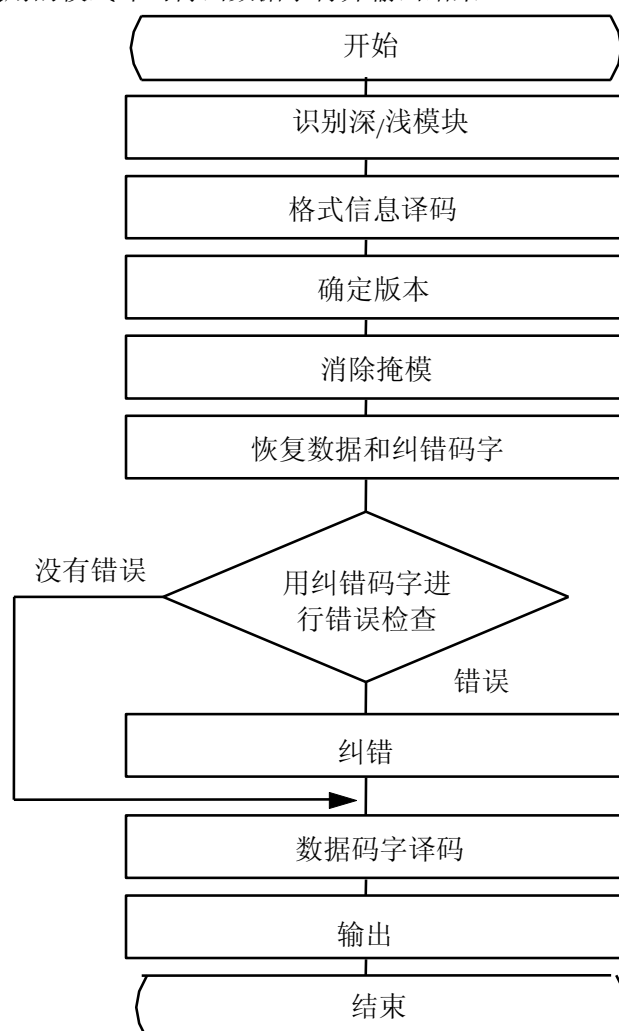 开始
识别深/浅模块
格式信息译码
确定版本
消除掩模
恢复数据和纠错码字
没有错误
用纠错码字进
行错误检查
错误
纠错
数据码字译码
输出
结束